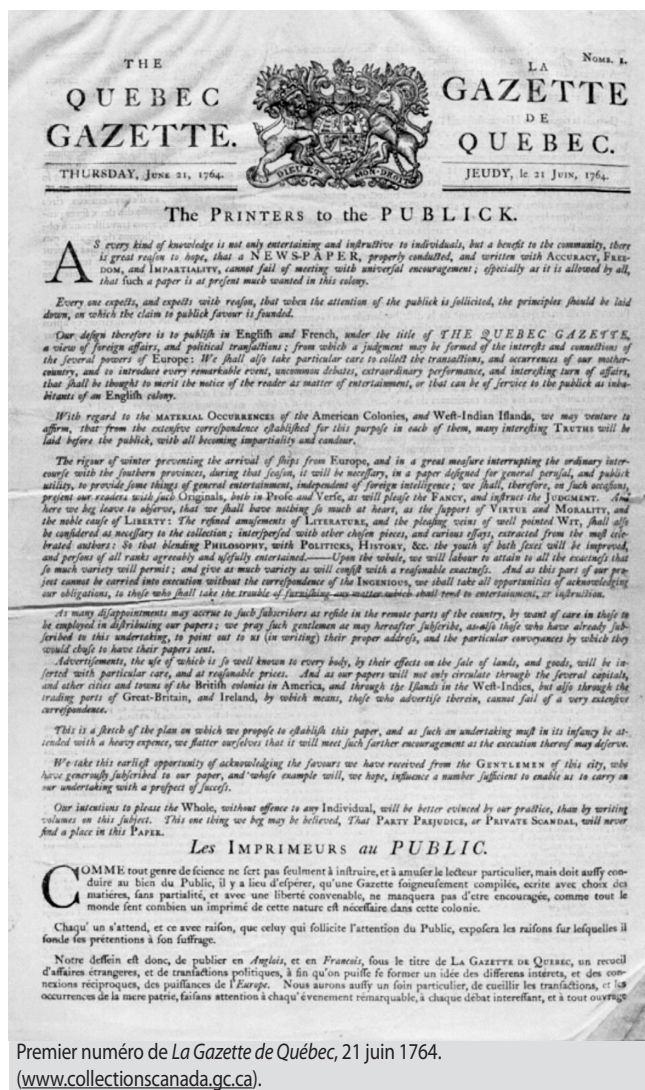 THE
QUEBEC
GAZETTE.
THURSDAY, JUNE 21, 1764.
DIEU ET MON DROIT
NOMB. 1.
LA
GAZETTE
DE
QUEBEC.
JEUDY, le 21 JUIN, 1764.
The PRINTERS to the PUBLICK.
AS every kind of knowledge is not only entertaining and instructive to individuals, but a benefit to the community, there
is great reason to hope, that a NEWS-PAPER, properly conducted, and written with ACCURACY, FREE-
DOM, and IMPARTIALITY, cannot fail of meeting with universal encouragement; especially as it is allowed by all,
that such a paper is at present much wanted in this colony.
Every one expects, and expects with reason, that when the attention of the publick is sollicited, the principles should be laid
down, on which the claim to publick favour is founded.
Our design therefore is to publish in English and French, under the title of THE QUEBEC GAZETTE,
a view of foreign affairs, and political transactions; from which a judgment may be formed of the interests and connections of
the several powers of Europe: We shall also take particular care to collect the transactions, and occurrences of our mother-
country, and to introduce every remarkable event, uncommon debates, extraordinary performance, and interesting turn of affairs,
that shall be thought to merit the notice of the reader as matter of entertainment, or that can be of service to the publick as inha-
bitants of an English colony.
With regard to the MATERIAL OCCURRENCES of the American Colonies, and West-Indian Islands, we may venture to
affirm, that from the extensive correspondence established for this purpose in each of them, many interesting TRUTHS will be
laid before the publick, with all becoming impartiality and candour.
The rigour of winter preventing the arrival of ships from Europe, and in a great measure interrupting the ordinary inter-
course with the southern provinces, during that season, it will be necessary, in a paper designed for general perusal, and publick
utility, to provide some things of general entertainment, independent of foreign intelligence; we shall, therefore, on such occasions,
present our readers with such Originals, both in Prose and Verse, as will please the FANCY, and instruct the JUDGMENT. And
here we beg leave to observe, that we shall have nothing so much at heart, as the support of VIRTUE and MORALITY, and
the noble cause of LIBERTY: The refined amusements of LITERATURE, and the pleasing veins of well pointed WIT, shall also
be considered as necessary to the collection; interspersed with other chosen pieces, and curious essays, extracted from the most cele-
brated authors: So that blending PHILOSOPHY, with POLITICKS, HISTORY, &c. the youth of both sexes will be improved,
and persons of all ranks agreeably and usefully entertained.——Upon the whole, we will labour to attain to all the exactness that
so much variety will permit; and give as much variety as will consist with a reasonable exactness. And as this part of our pro-
ject cannot be carried into execution without the correspondence of the INGENIOUS, we shall take all opportunities of acknowledging
our obligations, to those who shall take the trouble of furnishing any matter which shall tend to entertainment, or instruction.
As many disappointments may accrue to such subscribers as reside in the remote parts of the country, by want of care in those to
be employed in distributing our papers; we pray such gentlemen as may hereafter subscribe, as also those who have already sub-
scribed to this undertaking, to point out to us (in writing) their proper address, and the particular conveyances by which they
would chuse to have their papers sent.
Advertisements, the use of which is so well known to every body, by their effects on the sale of lands, and goods, will be in-
serted with particular care, and at reasonable prices. And as our papers will not only circulate through the several capitals,
and other cities and towns of the British colonies in America, and through the Islands in the West-Indies, but also through the
trading ports of Great-Britain, and Ireland, by which means, those who advertise therein, cannot fail of a very extensive
correspondence.
This is a sketch of the plan on which we propose to establish this paper, and as such an undertaking must in its infancy be at-
tended with a heavy expence, we flatter ourselves that it will meet such farther encouragement as the execution thereof may deserve.
We take this earliest opportunity of acknowledging the favours we have received from the GENTLEMEN of this city, who
have generously subscribed to our paper, and whose example will, we hope, influence a number sufficient to enable us to carry on
our undertaking with a prospect of success.
Our intentions to please the Whole, without offence to any Individual, will be better evinced by our practice, than by writing
volumes on this subject. This one thing we beg may be believed, That PARTY PREJUDICE, or PRIVATE SCANDAL, will never
find a place in this PAPER.
Les IMPRIMEURS au PUBLIC.
COMME tout genre de science ne sert pas seulment à instruire, et à amuser le lecteur particulier, mais doit aussy con-
duire au bien du Public, il y a lieu d'espérer, qu'une Gazette soigneusement compilée, ecrite avec choix des
matiéres, sans partialité, et avec une liberté convenable, ne manquera pas d'etre encouragée, comme tout le
monde sent combien un imprimé de cette nature est nécessaire dans cette colonie.
Chaqu' un s'attend, et ce avec raison, que celuy qui sollicite l'attention du Public, exposera les raisons sur lesquelles il
fonde ses prétentions à son suffrage.
Notre dessein est donc, de publier en Anglois, et en Francois, sous le titre de LA GAZETTE DE QUEBEC, un recueil
d'affaires étrangeres, et de transactions politiques, à fin qu'on puisse se former un idée des differens intérets, et des con-
nexions réciproques, des puissances de l'Europe. Nous aurons aussy un soin particulier, de cueillir les transactions, et les
occurrences de la mere patrie, faisans attention à chaqu'évenement rémarquable, à chaque débat interessant, et à tout ouvrage
Premier numéro de La Gazette de Québec, 21 juin 1764.
(www.collectionscanada.gc.ca).